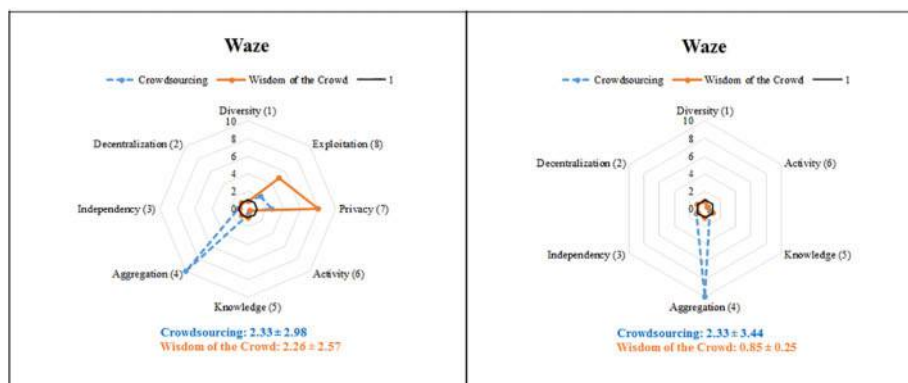 Waze
Crowdsourcing Wisdom of the Crowd 1
Diversity (1)
10
Decentralization (2) 8 Exploitation (8)
6
4
2
Independency (3) 0 Privacy (7)
Aggregation (4) Activity (6)
Knowledge (5)
Crowdsourcing: 2.33 ± 2.98
Wisdom of the Crowd: 2.26 ± 2.57
Waze
Crowdsourcing Wisdom of the Crowd 1
Diversity (1)
10
8
6
Decentralization (2) 4 Activity (6)
2
0
Independency (3) Knowledge (5)
Aggregation (4)
Crowdsourcing: 2.33 ± 3.44
Wisdom of the Crowd: 0.85 ± 0.25